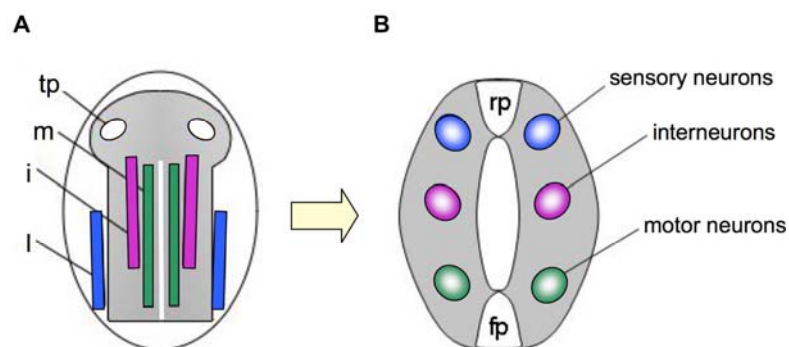 A
B
tp
m
i
l
rp
fp
sensory neurons
interneurons
motor neurons